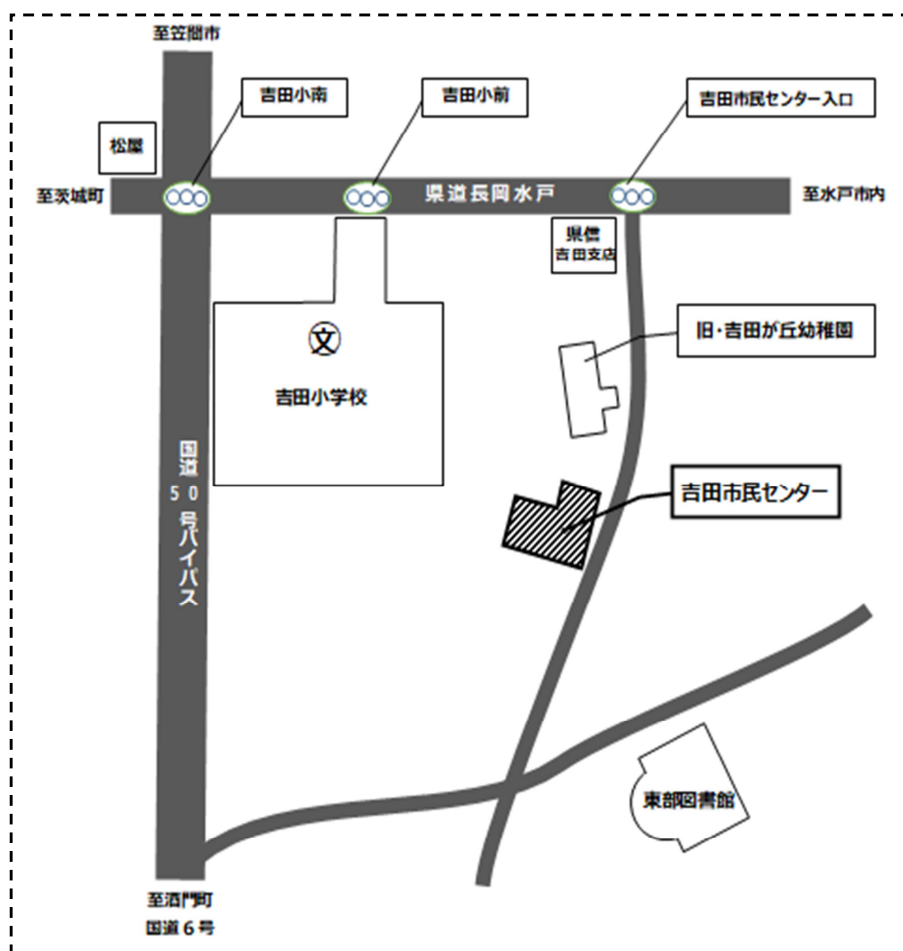 至笠間市
吉田小南
吉田小前
吉田市民センター入口
松屋
至茨城町
県道長岡水戸
至水戸市内
県信
吉田支店
旧・吉田が丘幼稚園
文
吉田小学校
国道50号バイパス
吉田市民センター
東部図書館
至酒門町
国道6号